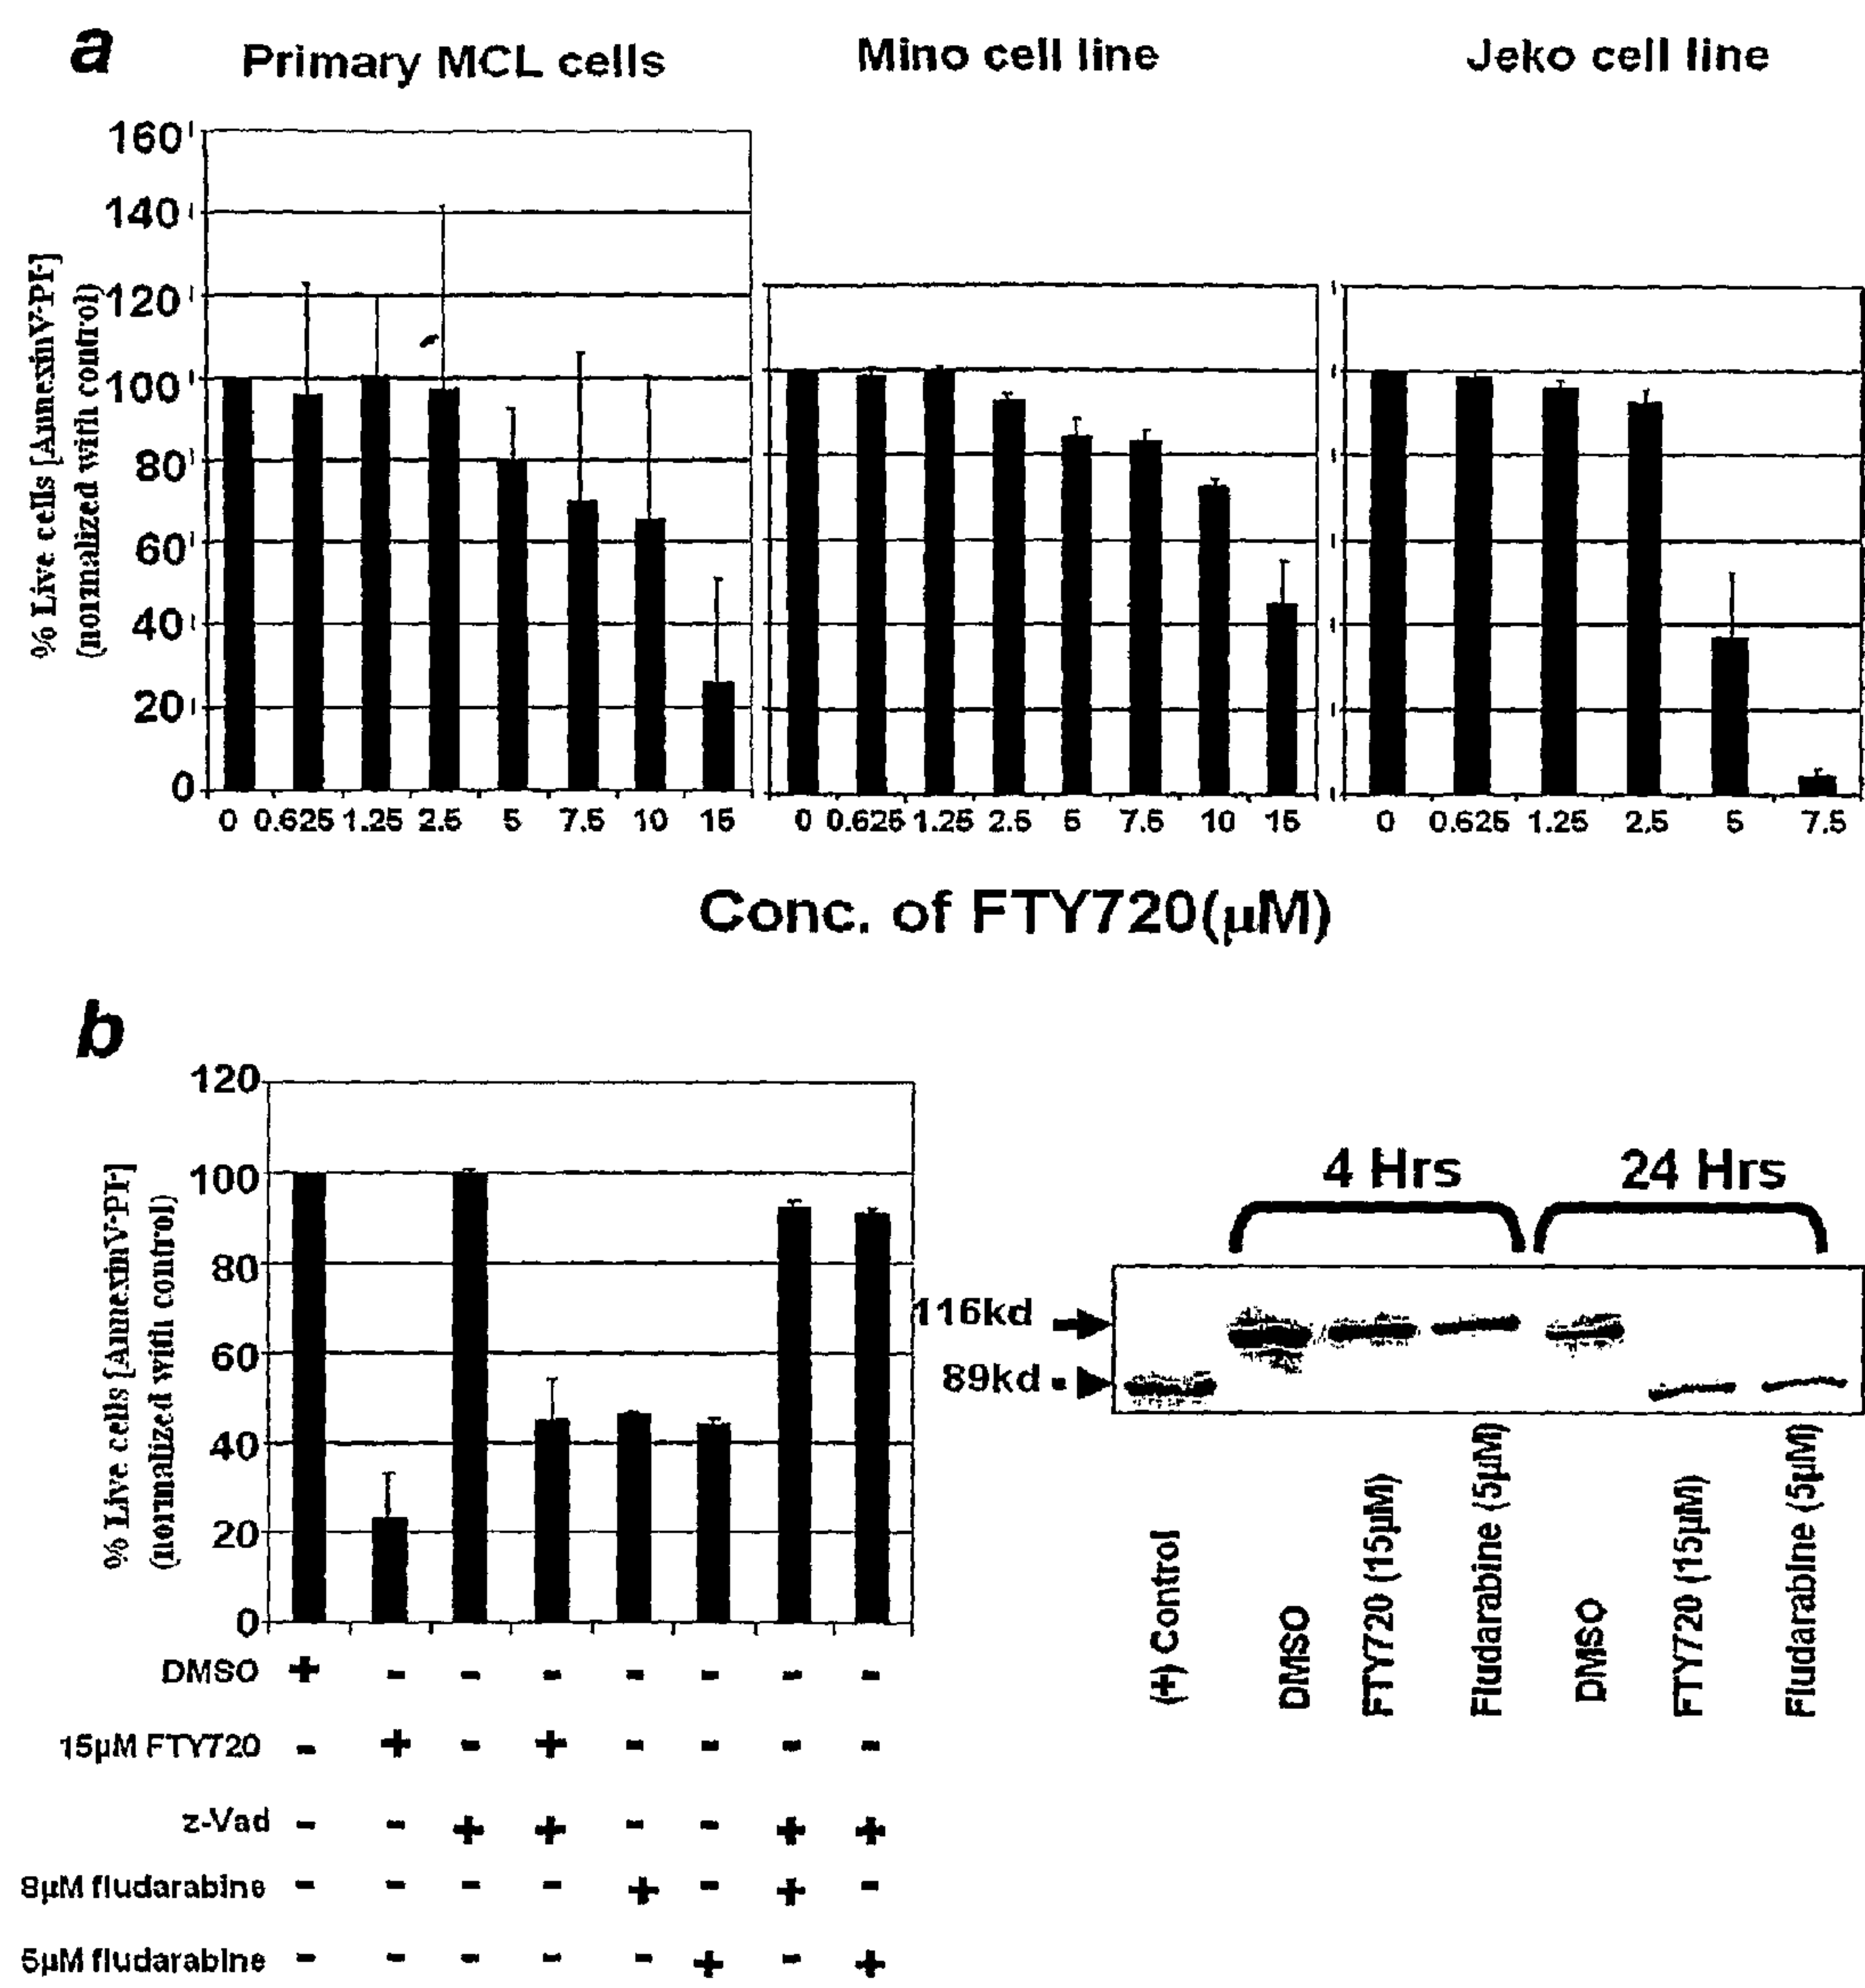 a
Primary MCL cells
Mino cell line
Jeko cell line
% Live cells [AnnexinV-PI-]
(normalized with control)
160
140
120
100
80
60
40
20
0
0 0.625 1.25 2.5 5 7.5 10 15
0 0.625 1.25 2.5 5 7.5 10 15
0 0.625 1.25 2.5 5 7.5
Conc. of FTY720(μM)
b
% Live cells [AnnexinV-PI-]
(normalized with control)
120
100
80
60
40
20
0
DMSO + - - - - - - -
15μM FTY720 - + - + - - - -
z-Vad - - + + - - + +
8μM fludarabine - - - - + - + -
5μM fludarabine - - - - - + - +
4 Hrs
24 Hrs
116kd
89kd
(+) Control
DMSO
FTY720 (15μM)
Fludarabine (5μM)
DMSO
FTY720 (15μM)
Fludarabine (5μM)